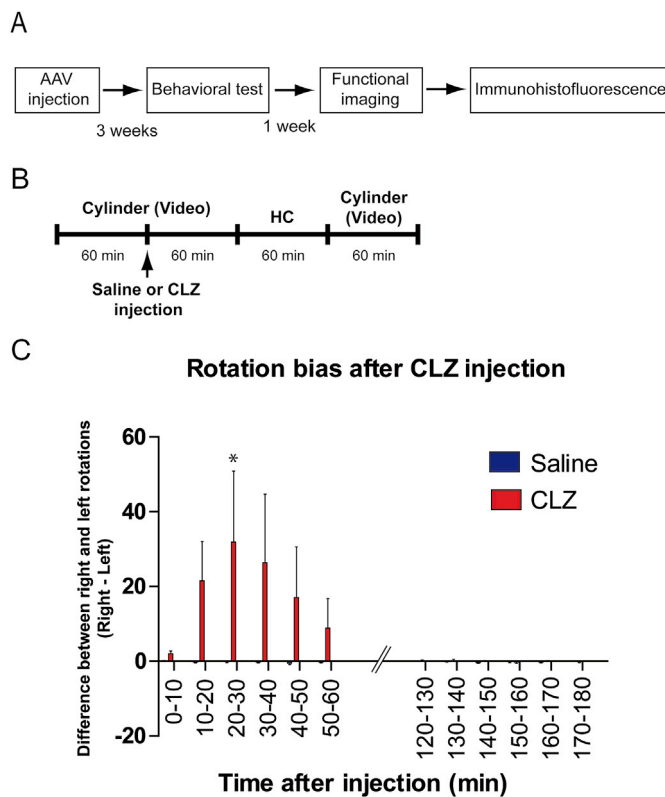 A
AAV
injection
Behavioral test
Functional
imaging
Immunohistofluorescence
3 weeks
1 week
B
Cylinder (Video)
HC
Cylinder
(Video)
60 min
60 min
60 min
60 min
Saline or CLZ
injection
C
Rotation bias after CLZ injection
Difference between right and left rotations
(Right - Left)
60
40
20
0
-20
*
Saline
CLZ
0-10
10-20
20-30
30-40
40-50
50-60
120-130
130-140
140-150
150-160
160-170
170-180
Time after injection (min)